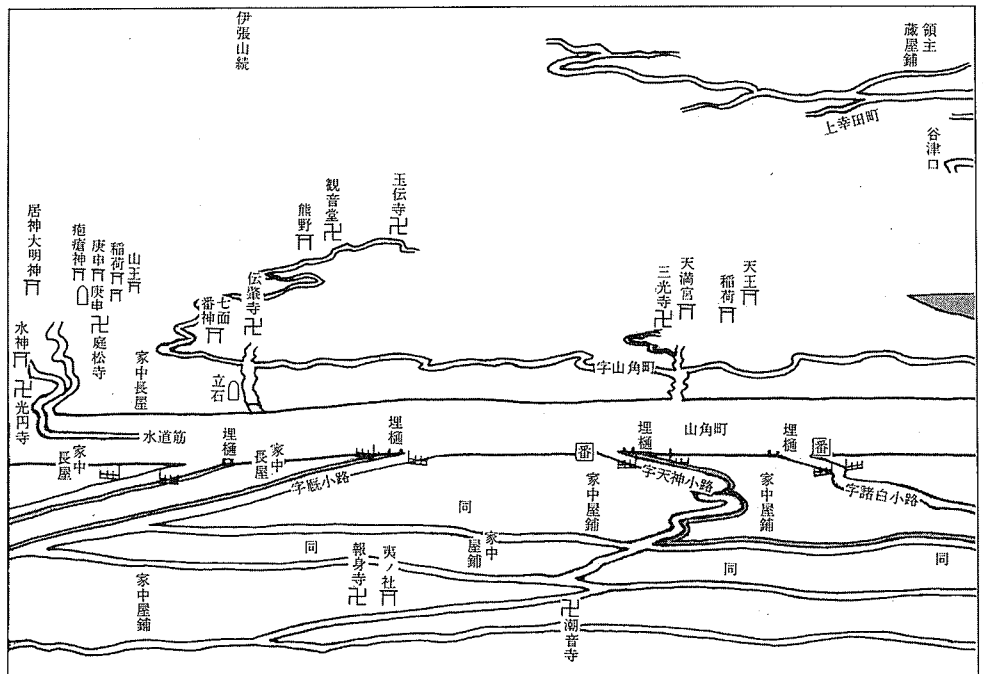 伊張山続
領主
蔵屋鋪
上幸田町
谷津口
玉伝寺
観音堂
熊野
居神大明神
疱瘡神
庚申
庚申
稲荷
山王
庭松寺
水神
光円寺
伝肇寺
七面
番神
立石
家中長屋
三光寺
天満宮
稲荷
天王
字山角町
水道筋
山角町
家中
長屋
埋樋
家中
長屋
埋樋
字厩小路
番
埋樋
字天神小路
家中屋鋪
埋樋
番
家中屋鋪
字諸白小路
同
家中
屋鋪
同
同
同
家中屋鋪
報身寺
夷ノ社
潮音寺